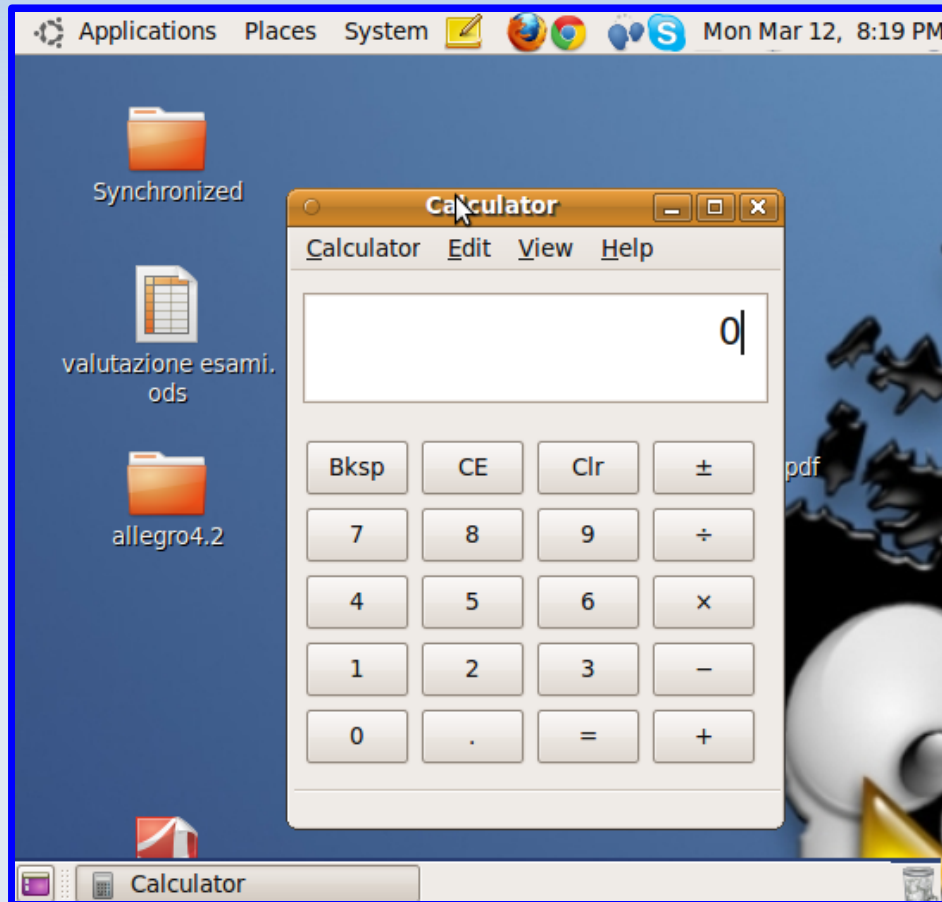 Applications Places System Mon Mar 12, 8:19 PM
Synchronized
valutazione esami.
ods
allegro4.2
pdf
Calculator
Calculator Edit View Help
0
Bksp CE Clr ±
7 8 9 ÷
4 5 6 ×
1 2 3 −
0 . = +
Calculator